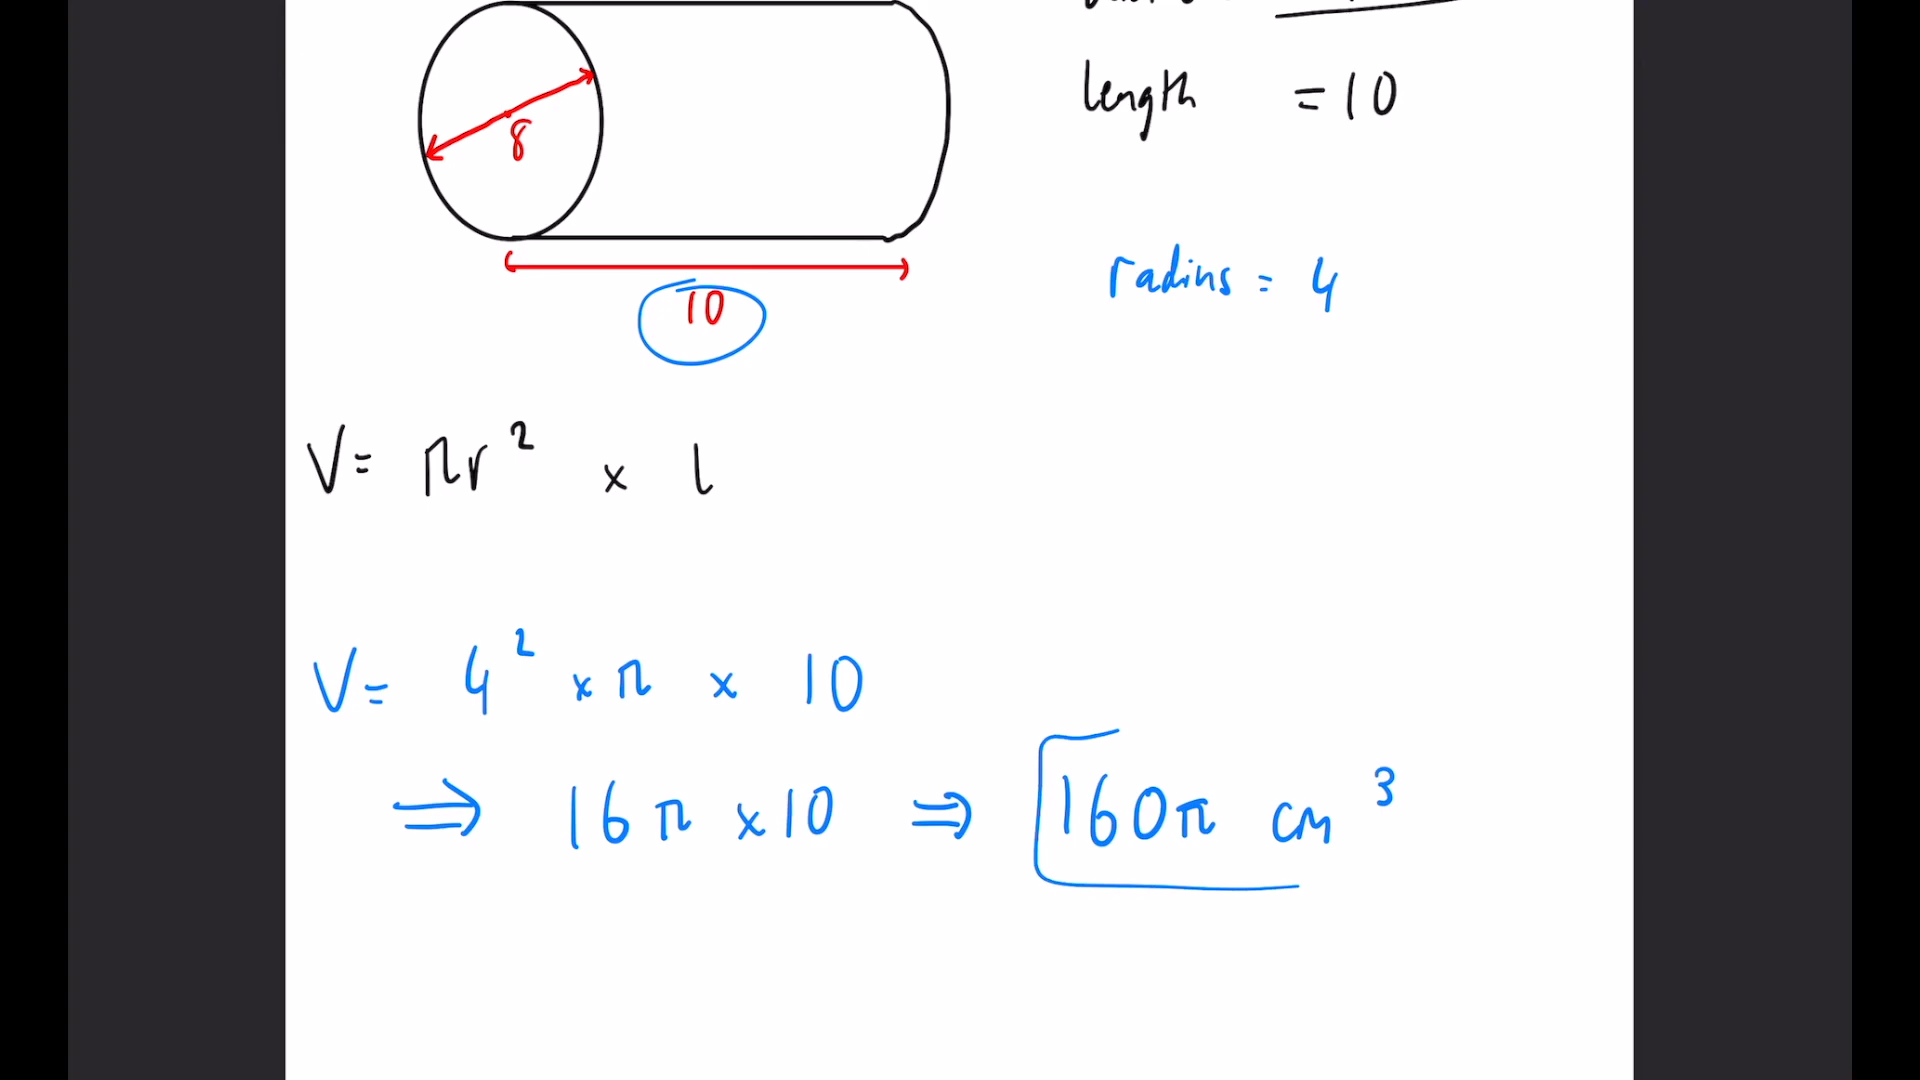 length = 10
8
radius = 4
10
V = πr² × l
V = 4² × π × 10
⇒ 16π × 10 ⇒ 160π cm³